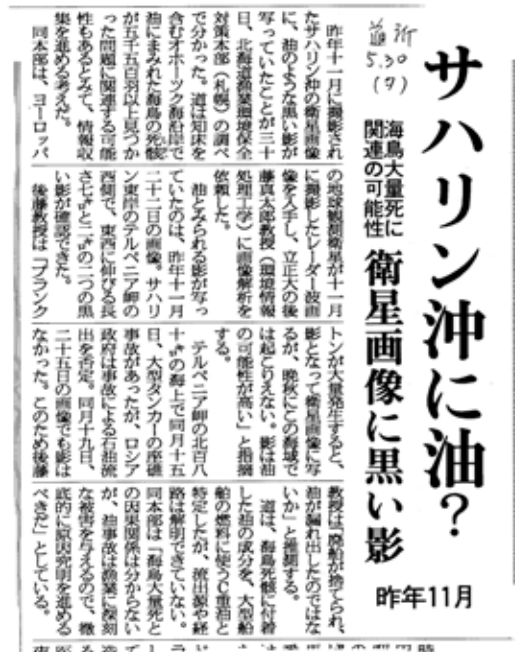 道新
5.30
(夕)
サハリン沖に油?
海鳥大量死に
関連の可能性
衛星画像に黒い影
昨年11月
昨年十一月に撮影され
たサハリン沖の衛星画像
に、油のような黒い影が
写っていたことが三十
日、北海道漁業環境保全
対策本部(札幌)の調べ
で分かった。道は知床を
含むオホーツク海沿岸で
油にまみれた海鳥の死骸
が五千五百羽以上見つか
った問題に関連する可能
性もあるとみて、情報収
集を進める考えだ。
同本部は、ヨーロッパ
の地球観測衛星が十一月
に撮影したレーダー波画
像を入手し、立正大の後
藤真太郎教授(環境情報
処理工学)に画像解析を
依頼した。
油とみられる影が写っ
ていたのは、昨年十一月
二十二日の画像。サハリ
ン東岸のテルペニア岬の
西側で、東西に伸びる長
さ七㌔と二㌔の二つの黒
い影が確認できた。
後藤教授は「プランク
トンが大量発生すると、
影となって衛星画像に写
るが、晩秋にこの海域で
は起こりえない。影は油
の可能性が高い」と指摘
する。
テルペニア岬の北百八
十㌔の海上で同月十五
日、大型タンカーの座礁
事故があったが、ロシア
政府は事故による石油流
出を否定。同月十九日、
二十五日の画像でも影は
なかった。このため後藤
教授は「廃船が捨てられ、
油が漏れ出したのではな
いか」と推測する。
道は、海鳥死骸に付着
した油の成分を、大型船
舶の燃料に使うC重油と
特定したが、流出源や経
路は解明できていない。
同本部は「海鳥大量死と
の因果関係は分からない
が、油事故は漁業に深刻
な被害を与えるので、徹
底的に原因究明を進める
べきだ」としている。